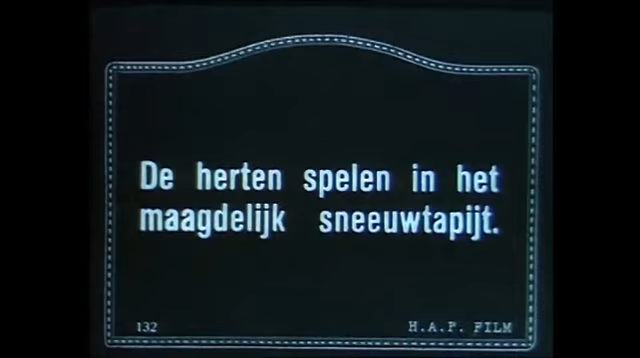 De herten spelen in het
maagdelijk sneeuwtapijt.
132
H.A.F. FILM